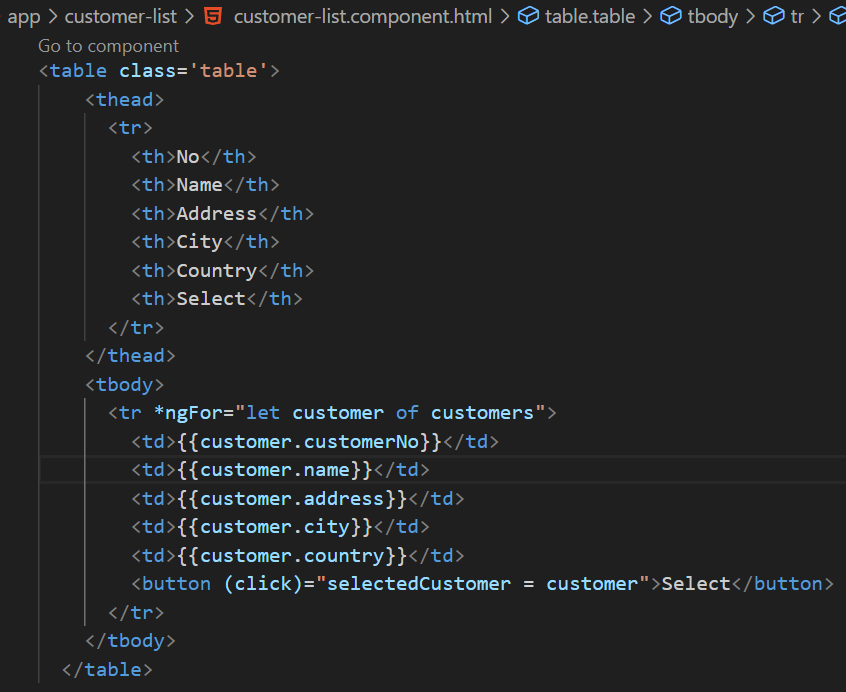 app > customer-list > customer-list.component.html > table.table > tbody > tr >
Go to component
<table class='table'>
<thead>
<tr>
<th>No</th>
<th>Name</th>
<th>Address</th>
<th>City</th>
<th>Country</th>
<th>Select</th>
</tr>
</thead>
<tbody>
<tr *ngFor="let customer of customers">
<td>{{customer.customerNo}}</td>
<td>{{customer.name}}</td>
<td>{{customer.address}}</td>
<td>{{customer.city}}</td>
<td>{{customer.country}}</td>
<button (click)="selectedCustomer = customer">Select</button>
</tr>
</tbody>
</table>